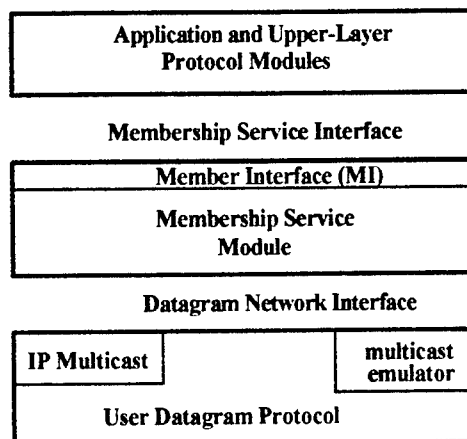 Application and Upper-Layer
Protocol Modules
Membership Service Interface
Member Interface (MI)
Membership Service
Module
Datagram Network Interface
IP Multicast
multicast
emulator
User Datagram Protocol